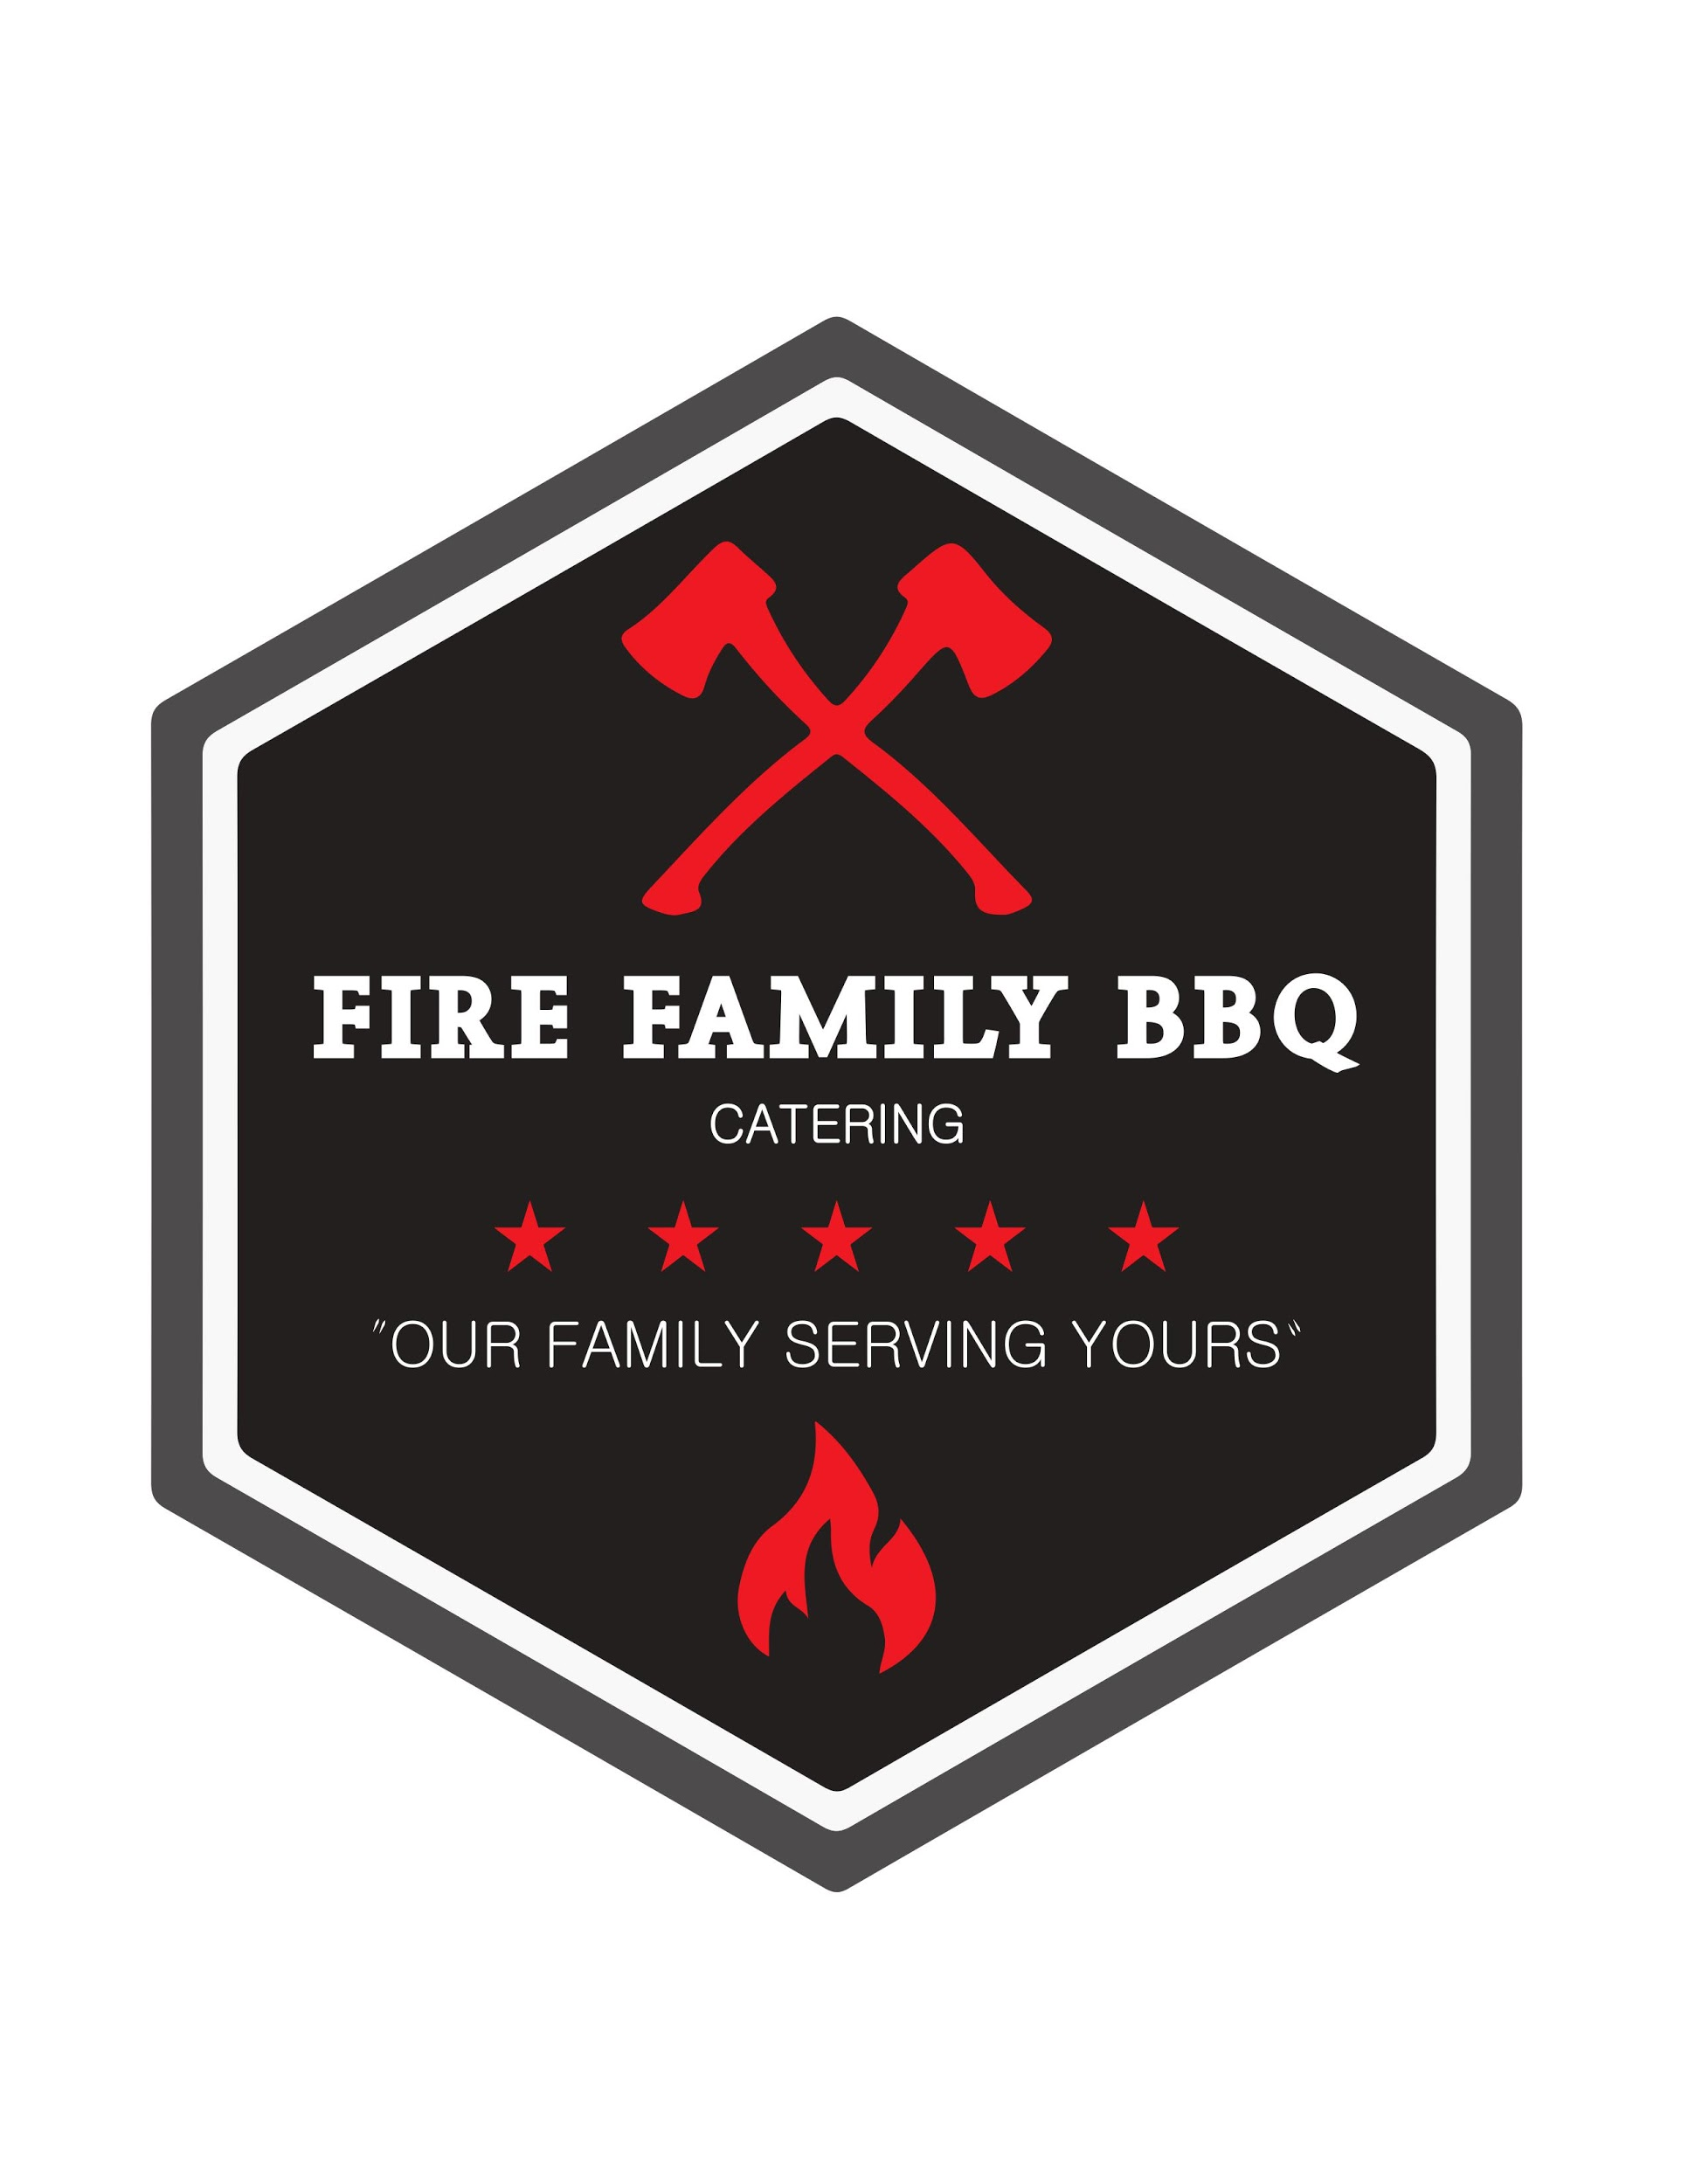 FIRE FAMILY BBQ
CATERING
"OUR FAMILY SERVING YOURS"